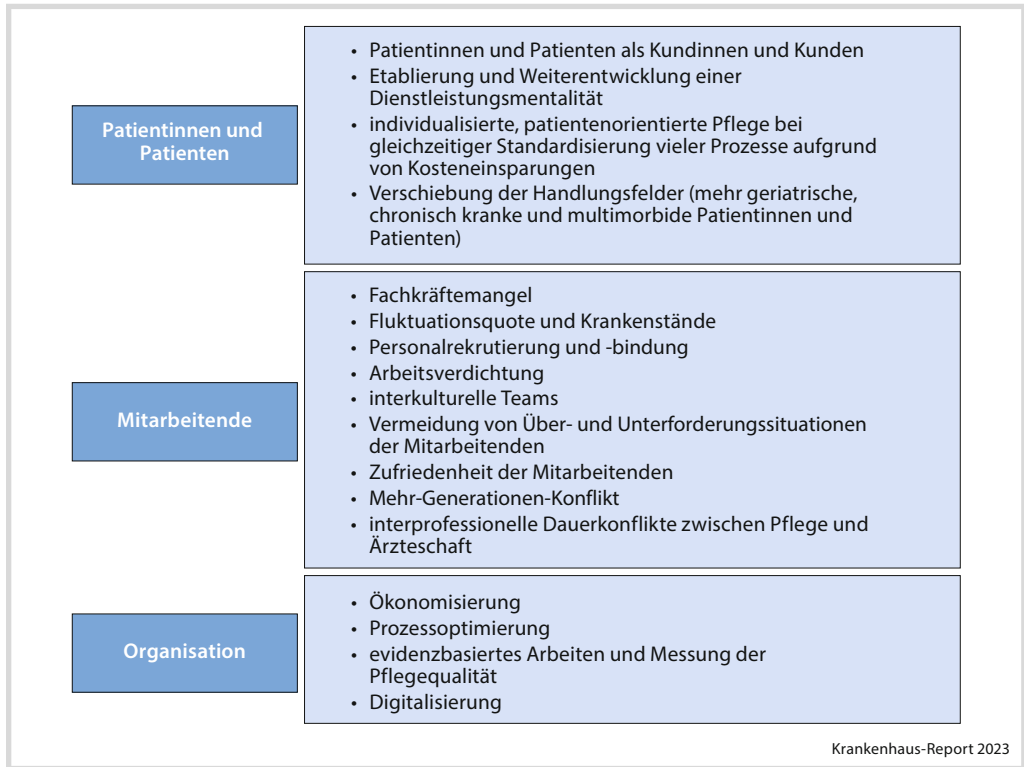 Patientinnen und
Patienten
• Patientinnen und Patienten als Kundinnen und Kunden
• Etablierung und Weiterentwicklung einer
Dienstleistungsmentalität
• individualisierte, patientenorientierte Pflege bei
gleichzeitiger Standardisierung vieler Prozesse aufgrund
von Kosteneinsparungen
• Verschiebung der Handlungsfelder (mehr geriatrische,
chronisch kranke und multimorbide Patientinnen und
Patienten)
Mitarbeitende
• Fachkräftemangel
• Fluktuationsquote und Krankenstände
• Personalrekrutierung und -bindung
• Arbeitsverdichtung
• interkulturelle Teams
• Vermeidung von Über- und Unterforderungssituationen
der Mitarbeitenden
• Zufriedenheit der Mitarbeitenden
• Mehr-Generationen-Konflikt
• interprofessionelle Dauerkonflikte zwischen Pflege und
Ärzteschaft
Organisation
• Ökonomisierung
• Prozessoptimierung
• evidenzbasiertes Arbeiten und Messung der
Pflegequalität
• Digitalisierung
Krankenhaus-Report 2023